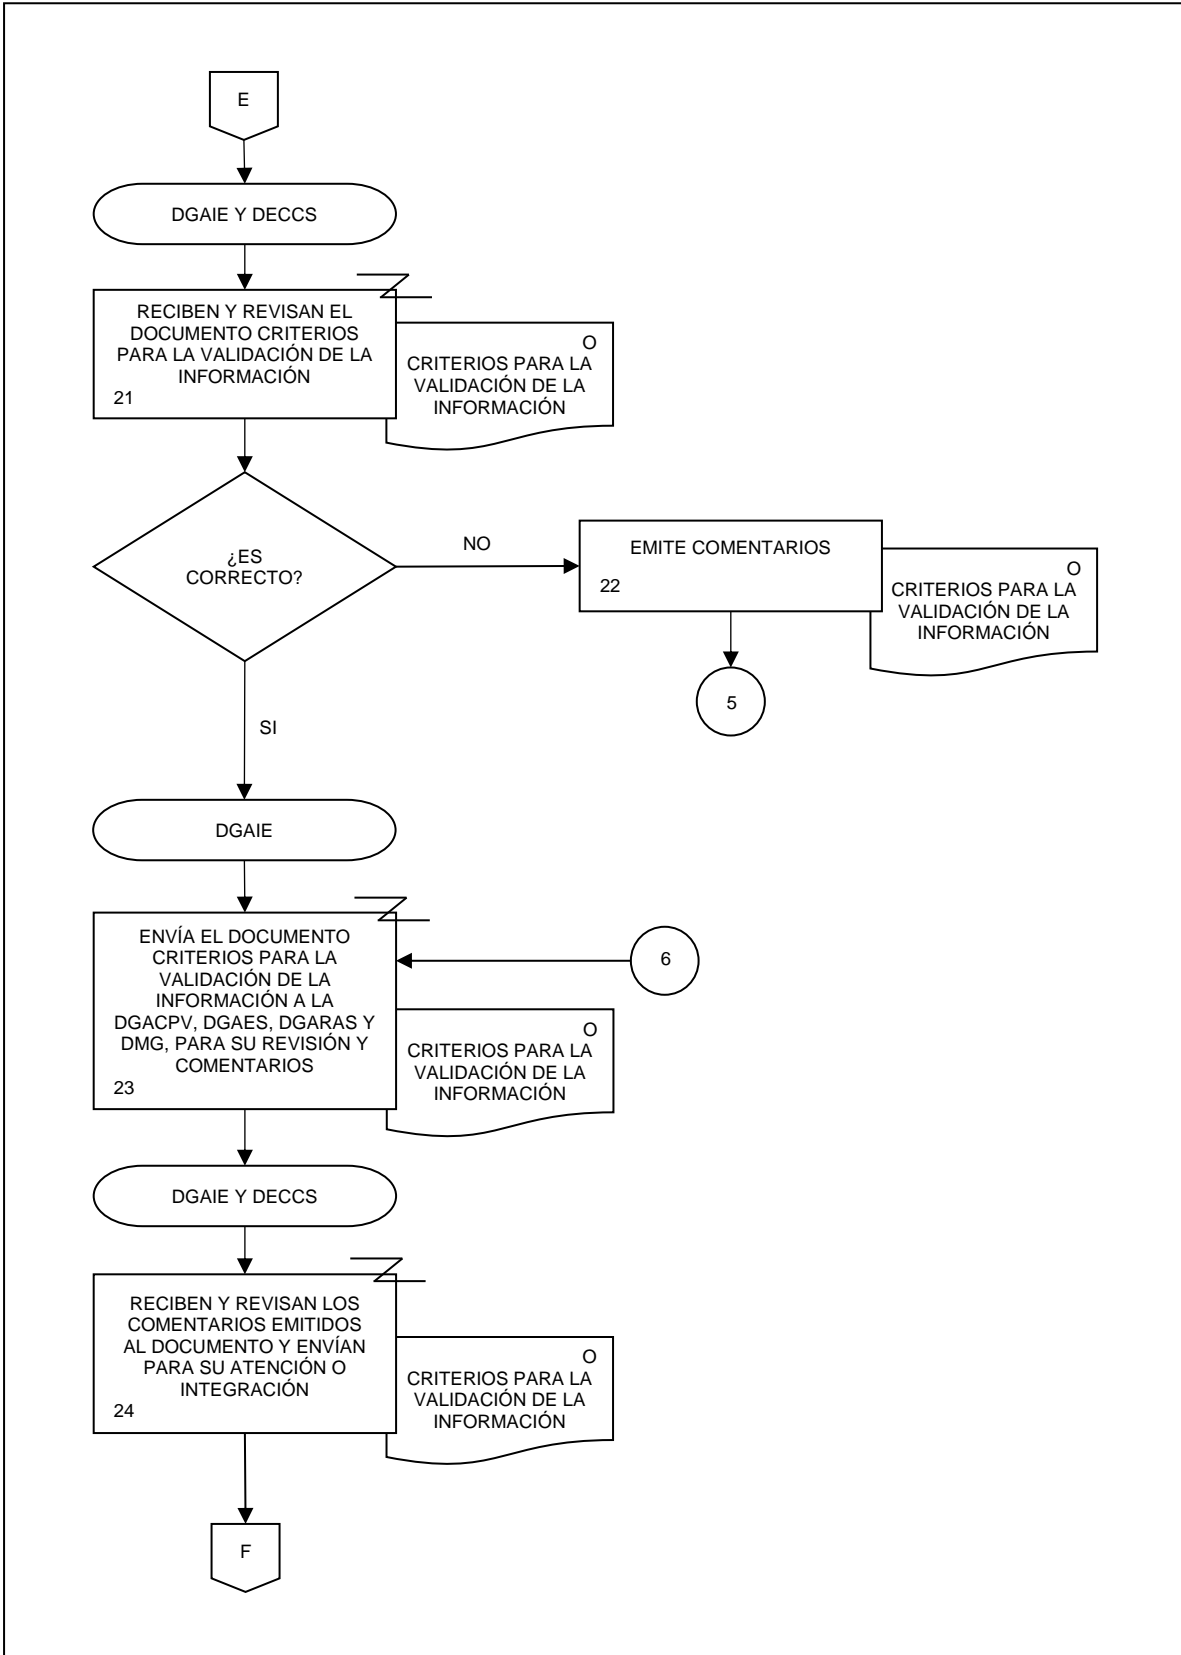 E
DGAIE Y DECCS
RECIBEN Y REVISAN EL
DOCUMENTO CRITERIOS
PARA LA VALIDACIÓN DE LA
INFORMACIÓN
21
O
CRITERIOS PARA LA
VALIDACIÓN DE LA
INFORMACIÓN
¿ES
CORRECTO?
NO
EMITE COMENTARIOS
22
O
CRITERIOS PARA LA
VALIDACIÓN DE LA
INFORMACIÓN
5
SI
DGAIE
ENVÍA EL DOCUMENTO
CRITERIOS PARA LA
VALIDACIÓN DE LA
INFORMACIÓN A LA
DGACPV, DGAES, DGARAS Y
DMG, PARA SU REVISIÓN Y
COMENTARIOS
23
6
O
CRITERIOS PARA LA
VALIDACIÓN DE LA
INFORMACIÓN
DGAIE Y DECCS
RECIBEN Y REVISAN LOS
COMENTARIOS EMITIDOS
AL DOCUMENTO Y ENVÍAN
PARA SU ATENCIÓN O
INTEGRACIÓN
24
O
CRITERIOS PARA LA
VALIDACIÓN DE LA
INFORMACIÓN
F